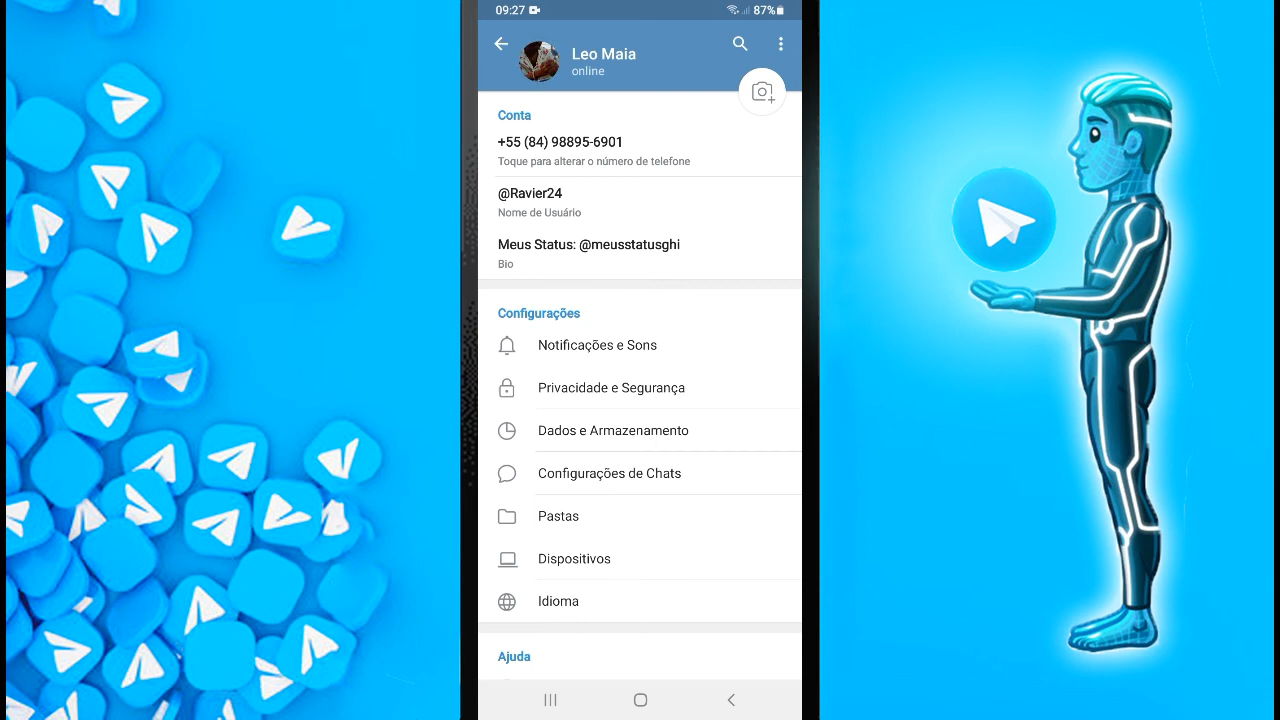 09:27
87%
Leo Maia
online
Conta
+55 (84) 98895-6901
Toque para alterar o número de telefone
@Ravier24
Nome de Usuário
Meus Status: @meusstatusghi
Bio
Configurações
Notificações e Sons
Privacidade e Segurança
Dados e Armazenamento
Configurações de Chats
Pastas
Dispositivos
Idioma
Ajuda